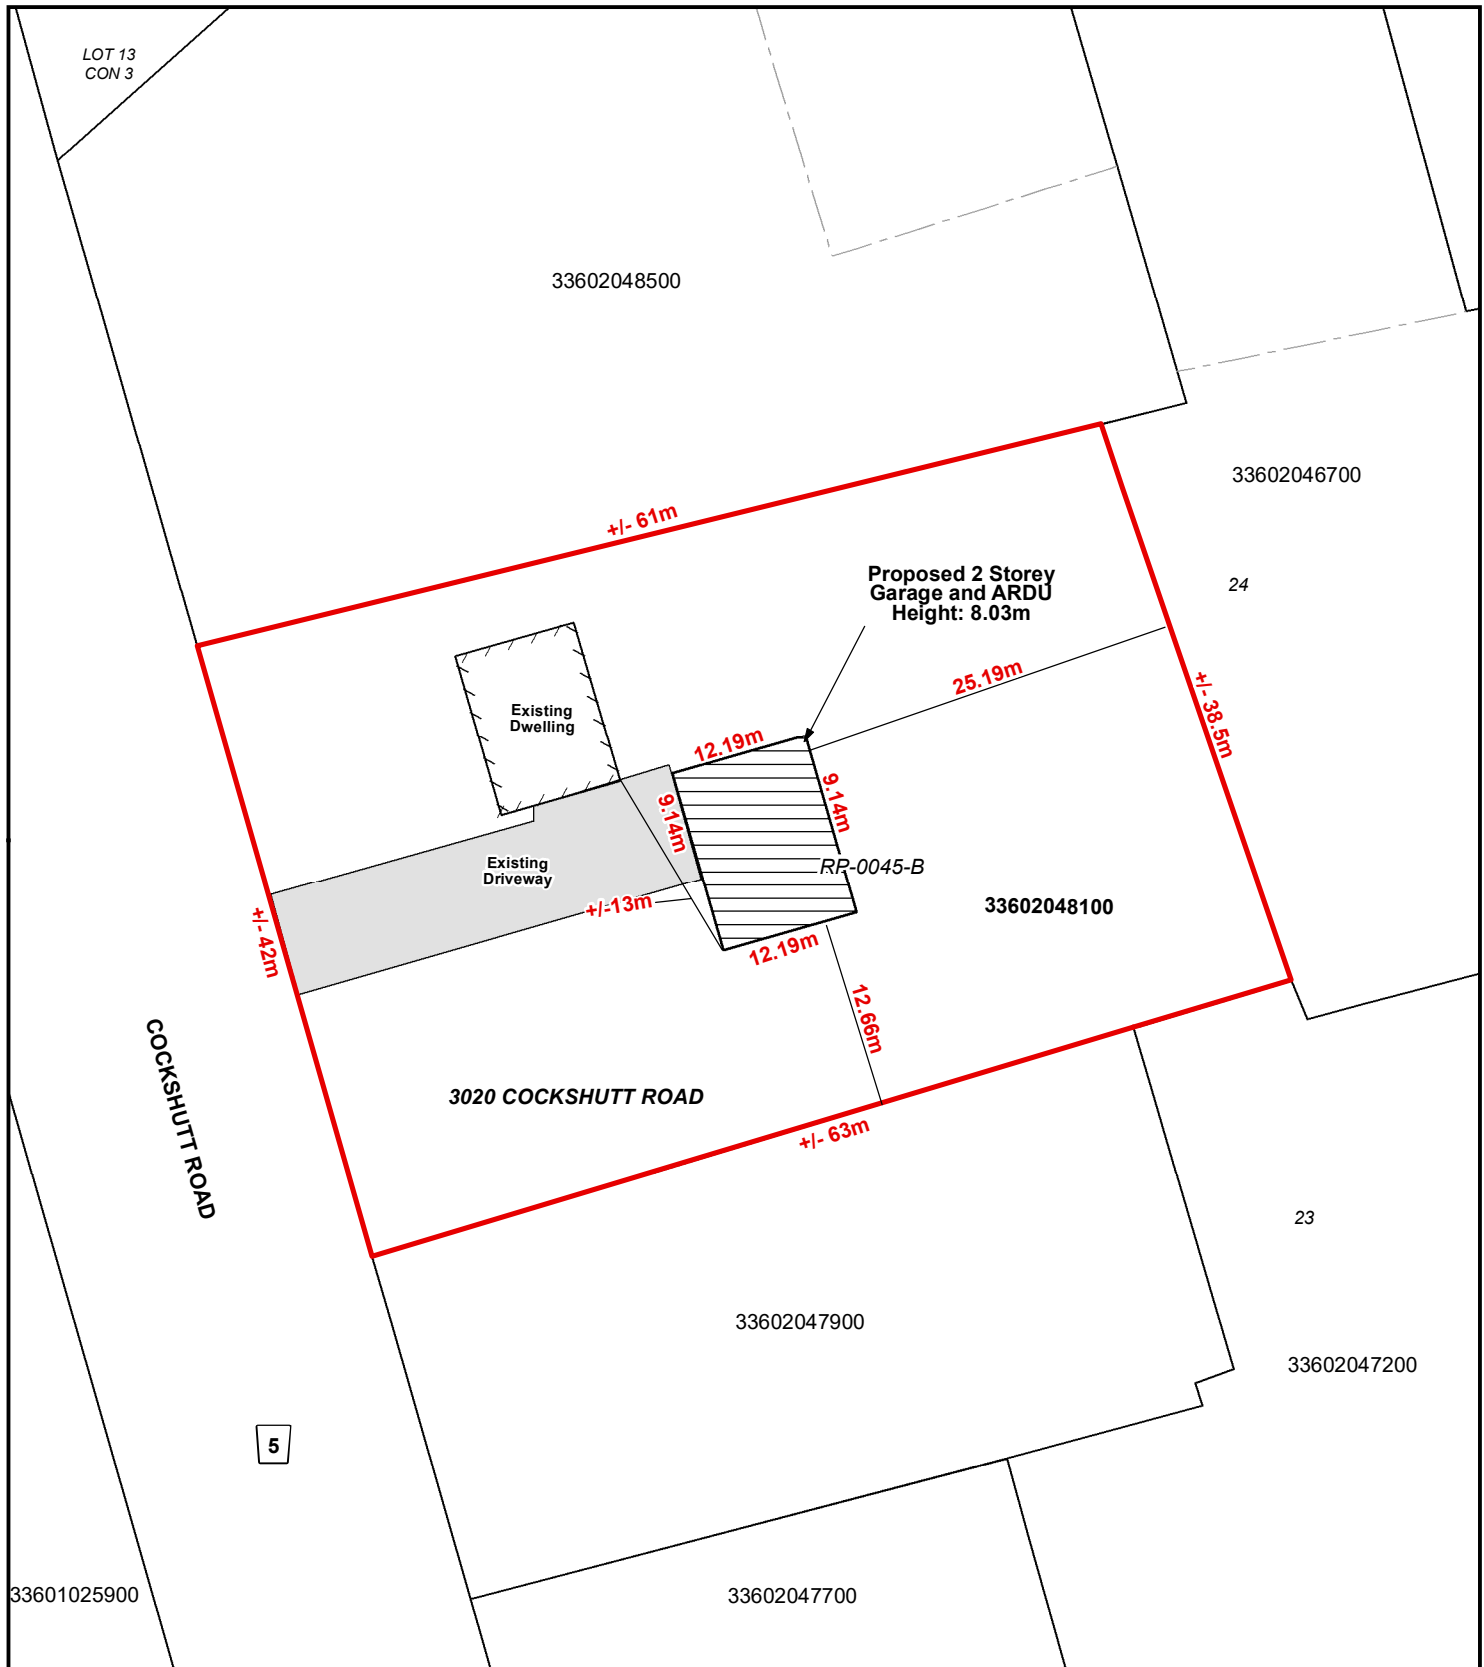 LOT 13
CON 3
33602048500
33602046700
+/- 61m
Proposed 2 Storey
Garage and ARDU
Height: 8.03m
24
25.19m
+/- 38.5m
Existing
Dwelling
12.19m
9.14m
9.14m
Existing
Driveway
RP-0045-B
+/-13m
33602048100
+/- 42m
12.19m
12.66m
COCKSHUTT ROAD
3020 COCKSHUTT ROAD
+/- 63m
23
33602047900
33602047200
5
33601025900
33602047700